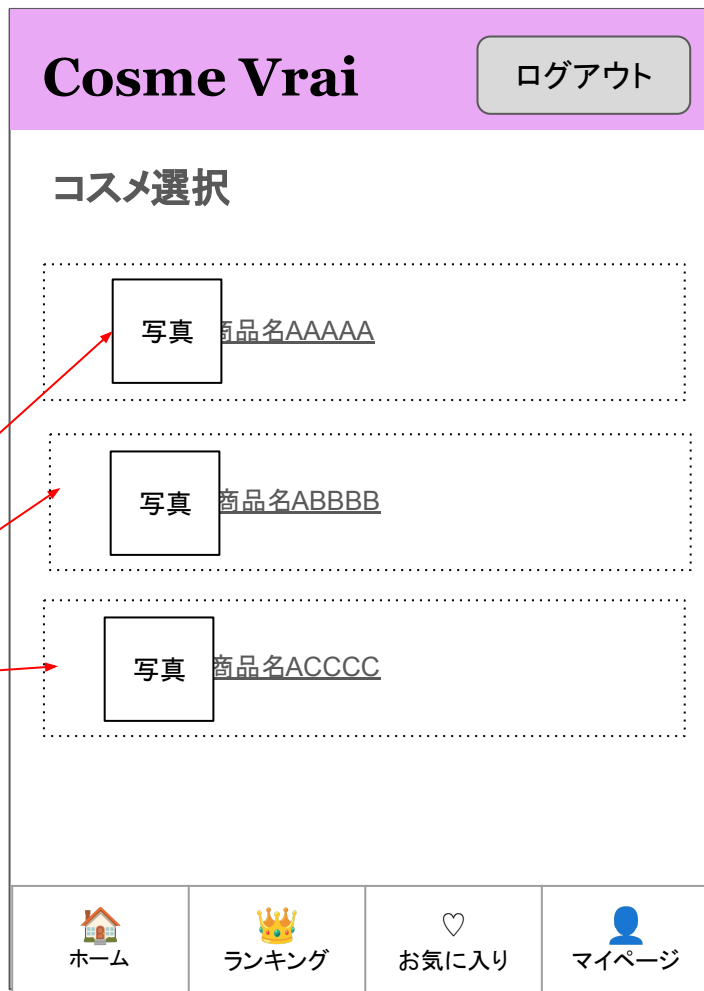 Cosme Vrai
ログアウト
コスメ選択
写真
商品名AAAAA
写真
商品名ABBBB
写真
商品名ACCCC
🏠
ホーム
👑
ランキング
♡
お気に入り
👤
マイページ